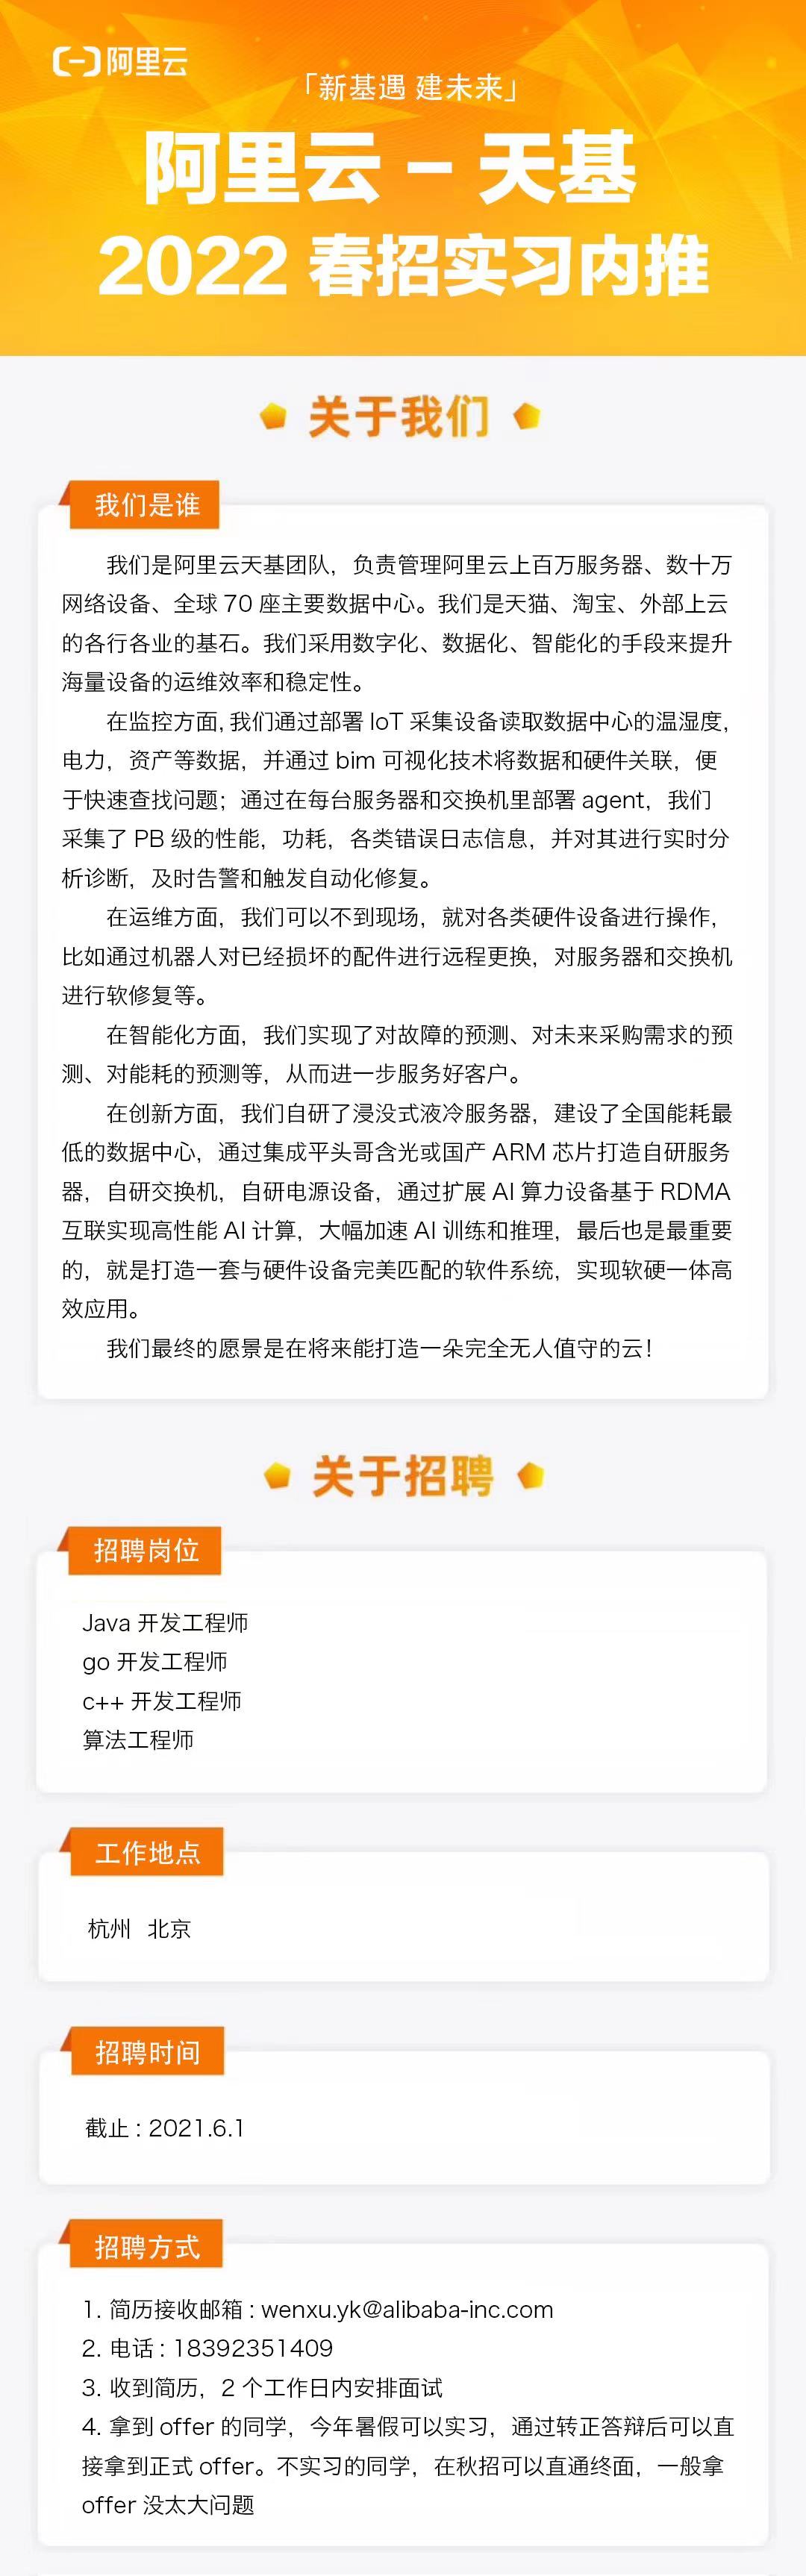 阿里云
「新基遇 建未来」
阿里云 – 天基
2022 春招实习内推
关于我们
我们是谁
我们是阿里云天基团队，负责管理阿里云上百万服务器、数十万
网络设备、全球 70 座主要数据中心。我们是天猫、淘宝、外部上云
的各行各业的基石。我们采用数字化、数据化、智能化的手段来提升
海量设备的运维效率和稳定性。
在监控方面, 我们通过部署 IoT 采集设备读取数据中心的温湿度，
电力，资产等数据，并通过 bim 可视化技术将数据和硬件关联，便
于快速查找问题；通过在每台服务器和交换机里部署 agent，我们
采集了 PB 级的性能，功耗，各类错误日志信息，并对其进行实时分
析诊断，及时告警和触发自动化修复。
在运维方面，我们可以不到现场，就对各类硬件设备进行操作，
比如通过机器人对已经损坏的配件进行远程更换，对服务器和交换机
进行软修复等。
在智能化方面，我们实现了对故障的预测、对未来采购需求的预
测、对能耗的预测等，从而进一步服务好客户。
在创新方面，我们自研了浸没式液冷服务器，建设了全国能耗最
低的数据中心，通过集成平头哥含光或国产 ARM 芯片打造自研服务
器，自研交换机，自研电源设备，通过扩展 AI 算力设备基于 RDMA
互联实现高性能 AI 计算，大幅加速 AI 训练和推理，最后也是最重要
的，就是打造一套与硬件设备完美匹配的软件系统，实现软硬一体高
效应用。
我们最终的愿景是在将来能打造一朵完全无人值守的云！
关于招聘
招聘岗位
Java 开发工程师
go 开发工程师
c++ 开发工程师
算法工程师
工作地点
杭州 北京
招聘时间
截止 : 2021.6.1
招聘方式
1. 简历接收邮箱 : wenxu.yk@alibaba-inc.com
2. 电话 : 18392351409
3. 收到简历，2 个工作日内安排面试
4. 拿到 offer 的同学，今年暑假可以实习，通过转正答辩后可以直
接拿到正式 offer。不实习的同学，在秋招可以直通终面，一般拿
offer 没太大问题